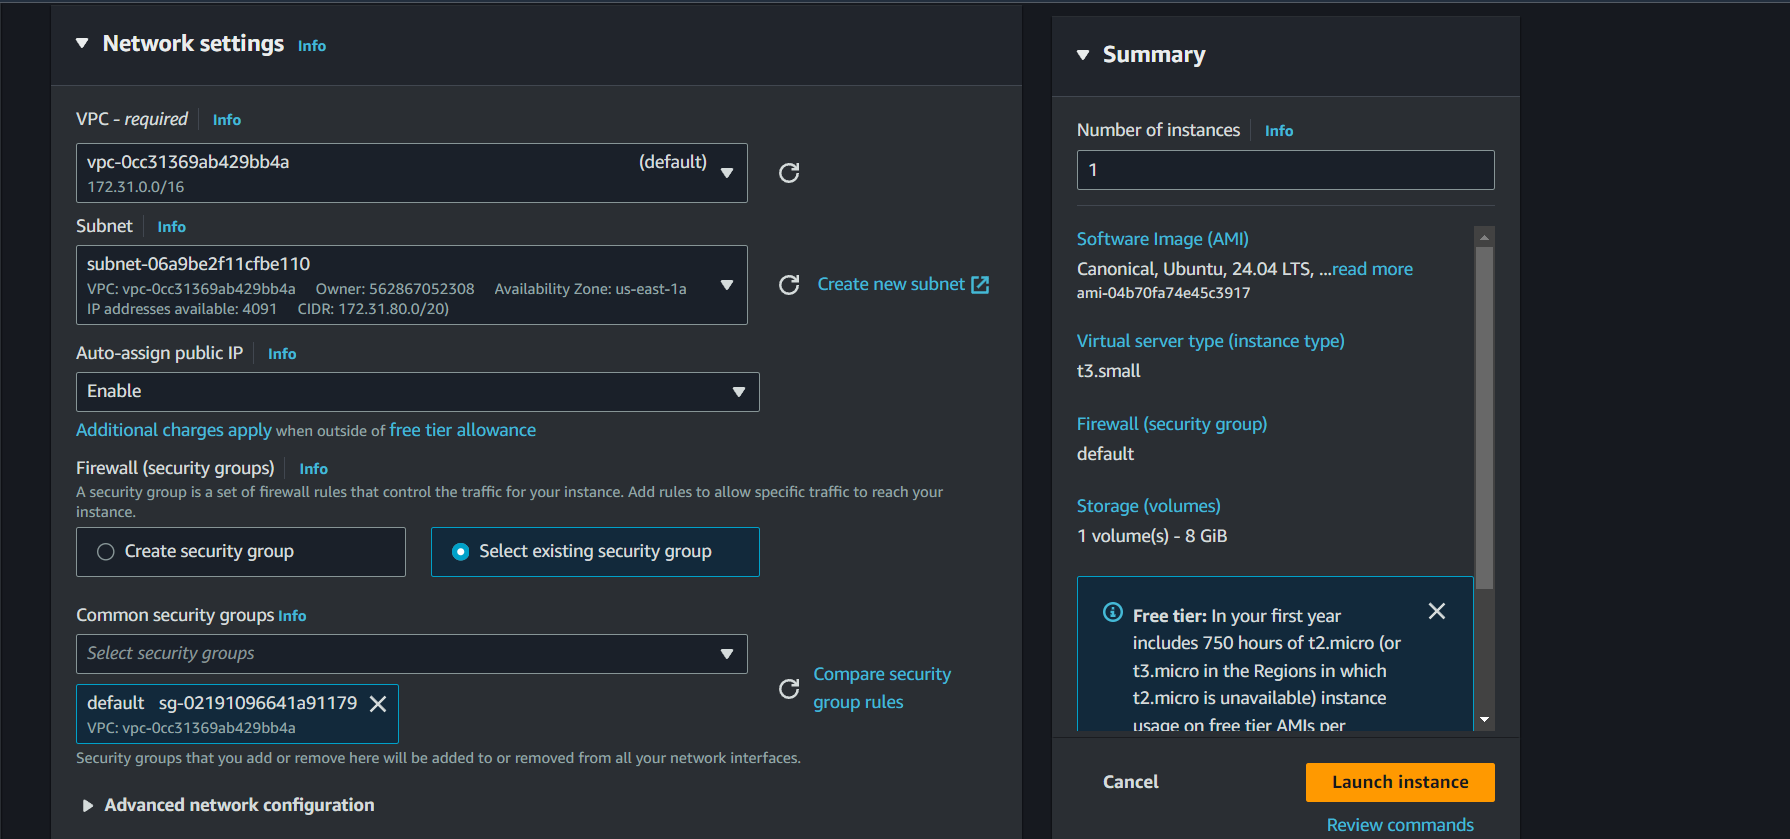 Network settings Info
VPC - required Info
vpc-0cc31369ab429bb4a (default)
172.31.0.0/16
Subnet Info
subnet-06a9be2f11cfbe110
VPC: vpc-0cc31369ab429bb4a Owner: 562867052308 Availability Zone: us-east-1a
IP addresses available: 4091 CIDR: 172.31.80.0/20)
Create new subnet
Auto-assign public IP Info
Enable
Additional charges apply when outside of free tier allowance
Firewall (security groups) Info
A security group is a set of firewall rules that control the traffic for your instance. Add rules to allow specific traffic to reach your
instance.
Create security group
Select existing security group
Common security groups Info
Select security groups
default sg-02191096641a91179
VPC: vpc-0cc31369ab429bb4a
Compare security
group rules
Security groups that you add or remove here will be added to or removed from all your network interfaces.
Advanced network configuration
Summary
Number of instances Info
1
Software Image (AMI)
Canonical, Ubuntu, 24.04 LTS, ...read more
ami-04b70fa74e45c3917
Virtual server type (instance type)
t3.small
Firewall (security group)
default
Storage (volumes)
1 volume(s) - 8 GiB
Free tier: In your first year
includes 750 hours of t2.micro (or
t3.micro in the Regions in which
t2.micro is unavailable) instance
usage on free tier AMIs per
Cancel
Launch instance
Review commands